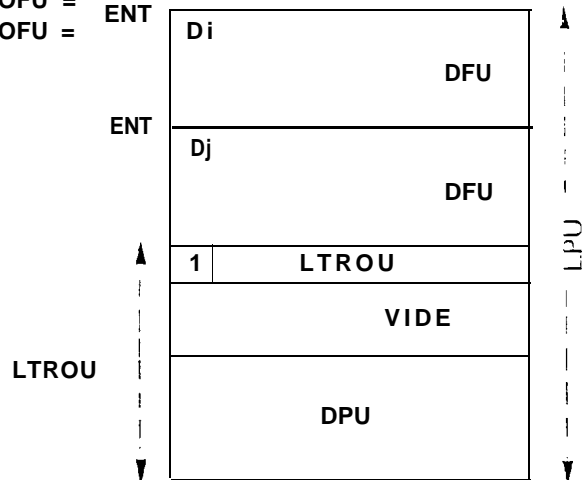 OFU =
OFU =
ENT
Di
DFU
ENT
Dj
DFU
LPU
1 LTROU
VIDE
LTROU
DPU